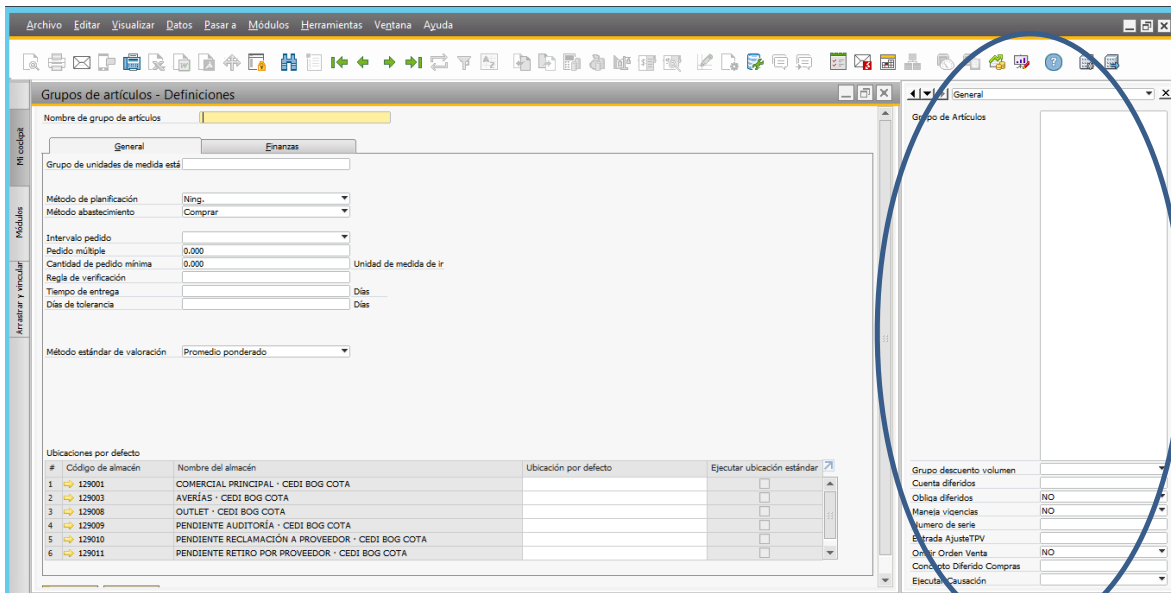 Archivo Editar Visualizar Datos Pasar a Módulos Herramientas Ventana Ayuda
Grupos de artículos - Definiciones
General
Nombre de grupo de artículos
Grupo de Artículos
Mi cockpit
Módulos
Arrastrar y vincular
General Finanzas
Grupo de unidades de medida está
Método de planificación Ning.
Método abastecimiento Comprar
Intervalo pedido
Pedido múltiple 0.000
Cantidad de pedido mínima 0.000 Unidad de medida de ir
Regla de verificación
Tiempo de entrega Días
Días de tolerancia Días
Método estándar de valoración Promedio ponderado
Ubicaciones por defecto
# Código de almacén Nombre del almacén Ubicación por defecto Ejecutar ubicación estándar
1 129001 COMERCIAL PRINCIPAL - CEDI BOG COTA
2 129003 AVERÍAS - CEDI BOG COTA
3 129008 OUTLET - CEDI BOG COTA
4 129009 PENDIENTE AUDITORÍA - CEDI BOG COTA
5 129010 PENDIENTE RECLAMACIÓN A PROVEEDOR - CEDI BOG COTA
6 129011 PENDIENTE RETIRO POR PROVEEDOR - CEDI BOG COTA
Grupo descuento volumen
Cuenta diferidos
Obliga diferidos NO
Maneja vigencias NO
Numero de serie
Entrada AjusteTPV
Omitir Orden Venta NO
Concepto Diferido Compras
Ejecutar Causación